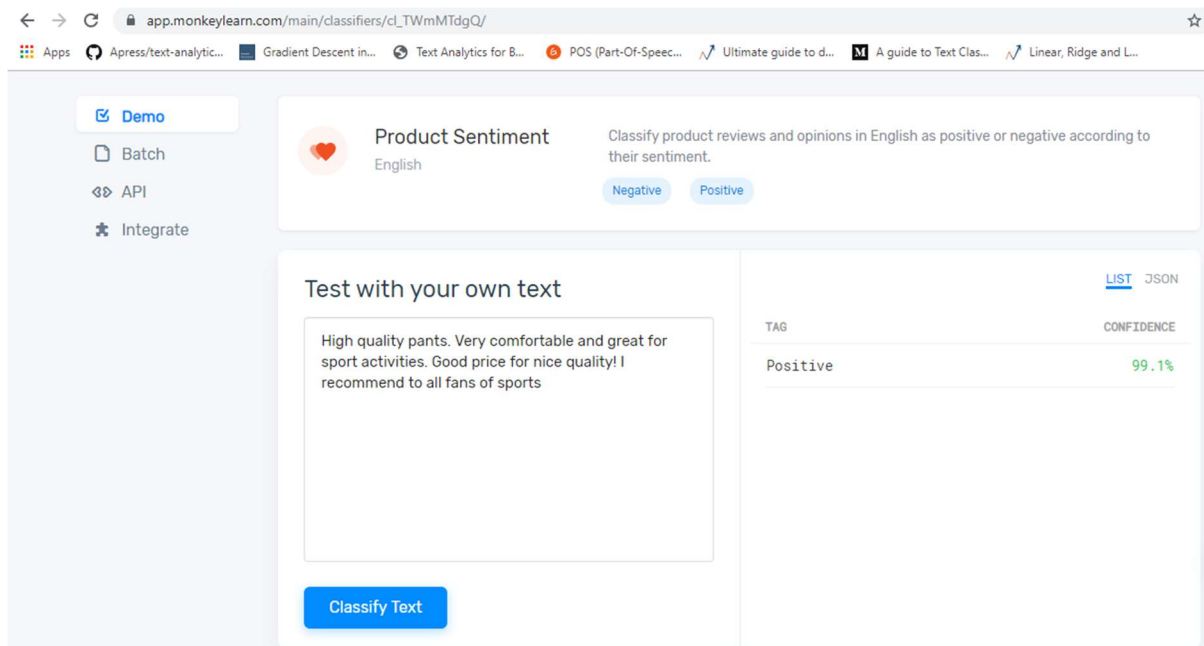 app.monkeylearn.com/main/classifiers/cl_TWmMTdgQ/
Apps Apress/text-analytic... Gradient Descent in... Text Analytics for B... POS (Part-Of-Speec... Ultimate guide to d... A guide to Text Clas... Linear, Ridge and L...
Demo
Batch
API
Integrate
Product Sentiment
English
Classify product reviews and opinions in English as positive or negative according to
their sentiment.
Negative Positive
Test with your own text
High quality pants. Very comfortable and great for
sport activities. Good price for nice quality! I
recommend to all fans of sports
Classify Text
LIST JSON
TAG CONFIDENCE
Positive 99.1%